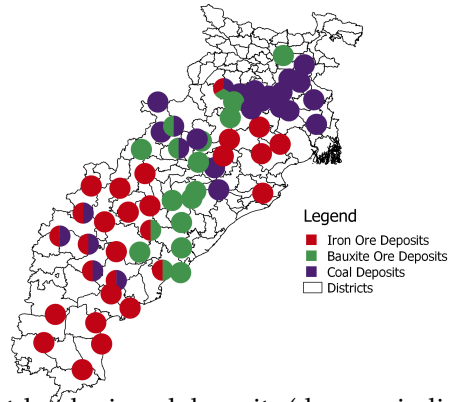 Legend
Iron Ore Deposits
Bauxite Ore Deposits
Coal Deposits
Districts